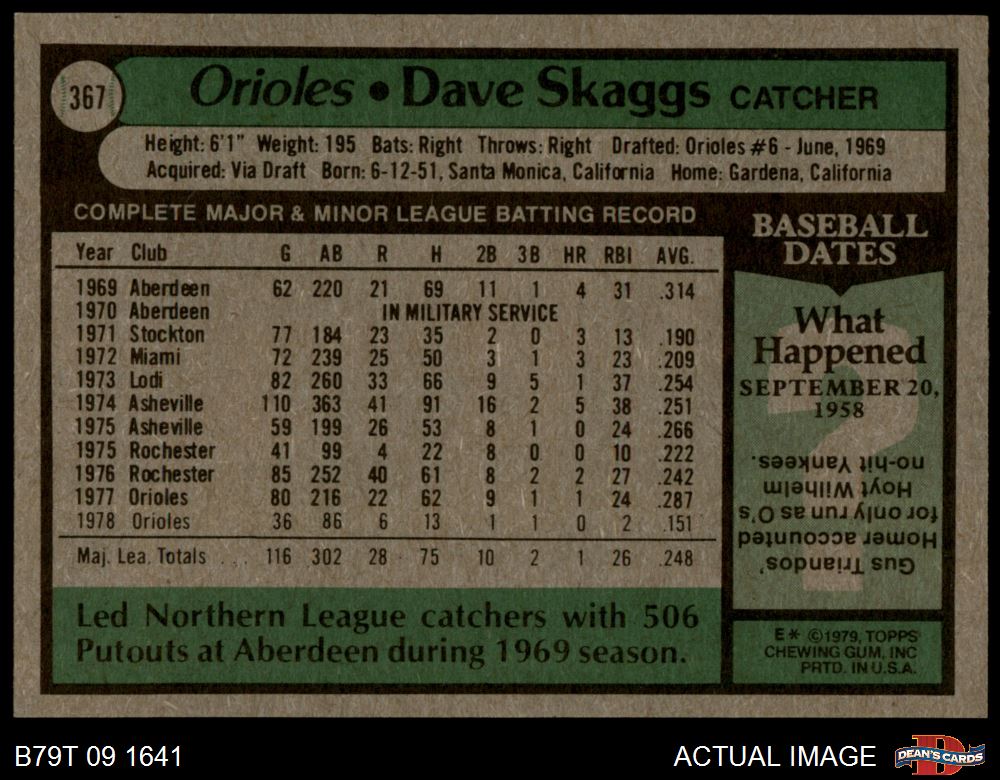 367
Orioles • Dave Skaggs CATCHER
Height: 6'1" Weight: 195 Bats: Right Throws: Right Drafted: Orioles #6 - June, 1969
Acquired: Via Draft Born: 6-12-51, Santa Monica, California Home: Gardena, California
COMPLETE MAJOR & MINOR LEAGUE BATTING RECORD
Year Club G AB R H 2B 3B HR RBI AVG.
1969 Aberdeen 62 220 21 69 11 1 4 31 .314
1970 Aberdeen IN MILITARY SERVICE
1971 Stockton 77 184 23 35 2 0 3 13 .190
1972 Miami 72 239 25 50 3 1 3 23 .209
1973 Lodi 82 260 33 66 9 5 1 37 .254
1974 Asheville 110 363 41 91 16 2 5 38 .251
1975 Asheville 59 199 26 53 8 1 0 24 .266
1975 Rochester 41 99 4 22 8 0 0 10 .222
1976 Rochester 85 252 40 61 8 2 2 27 .242
1977 Orioles 80 216 22 62 9 1 1 24 .287
1978 Orioles 36 86 6 13 1 1 0 2 .151
Maj. Lea. Totals . . . 116 302 28 75 10 2 1 26 .248
Led Northern League catchers with 506
Putouts at Aberdeen during 1969 season.
BASEBALL
DATES
What
Happened
SEPTEMBER 20,
1958
?
Gus Triandos'
Homer accounted
for only run as O's
Hoyt Wilhelm
no-hit Yankees.
E* ©1979, TOPPS
CHEWING GUM, INC
PRTD. IN U.S.A.
B79T 09 1641
ACTUAL IMAGE
D
DEAN'S CARDS